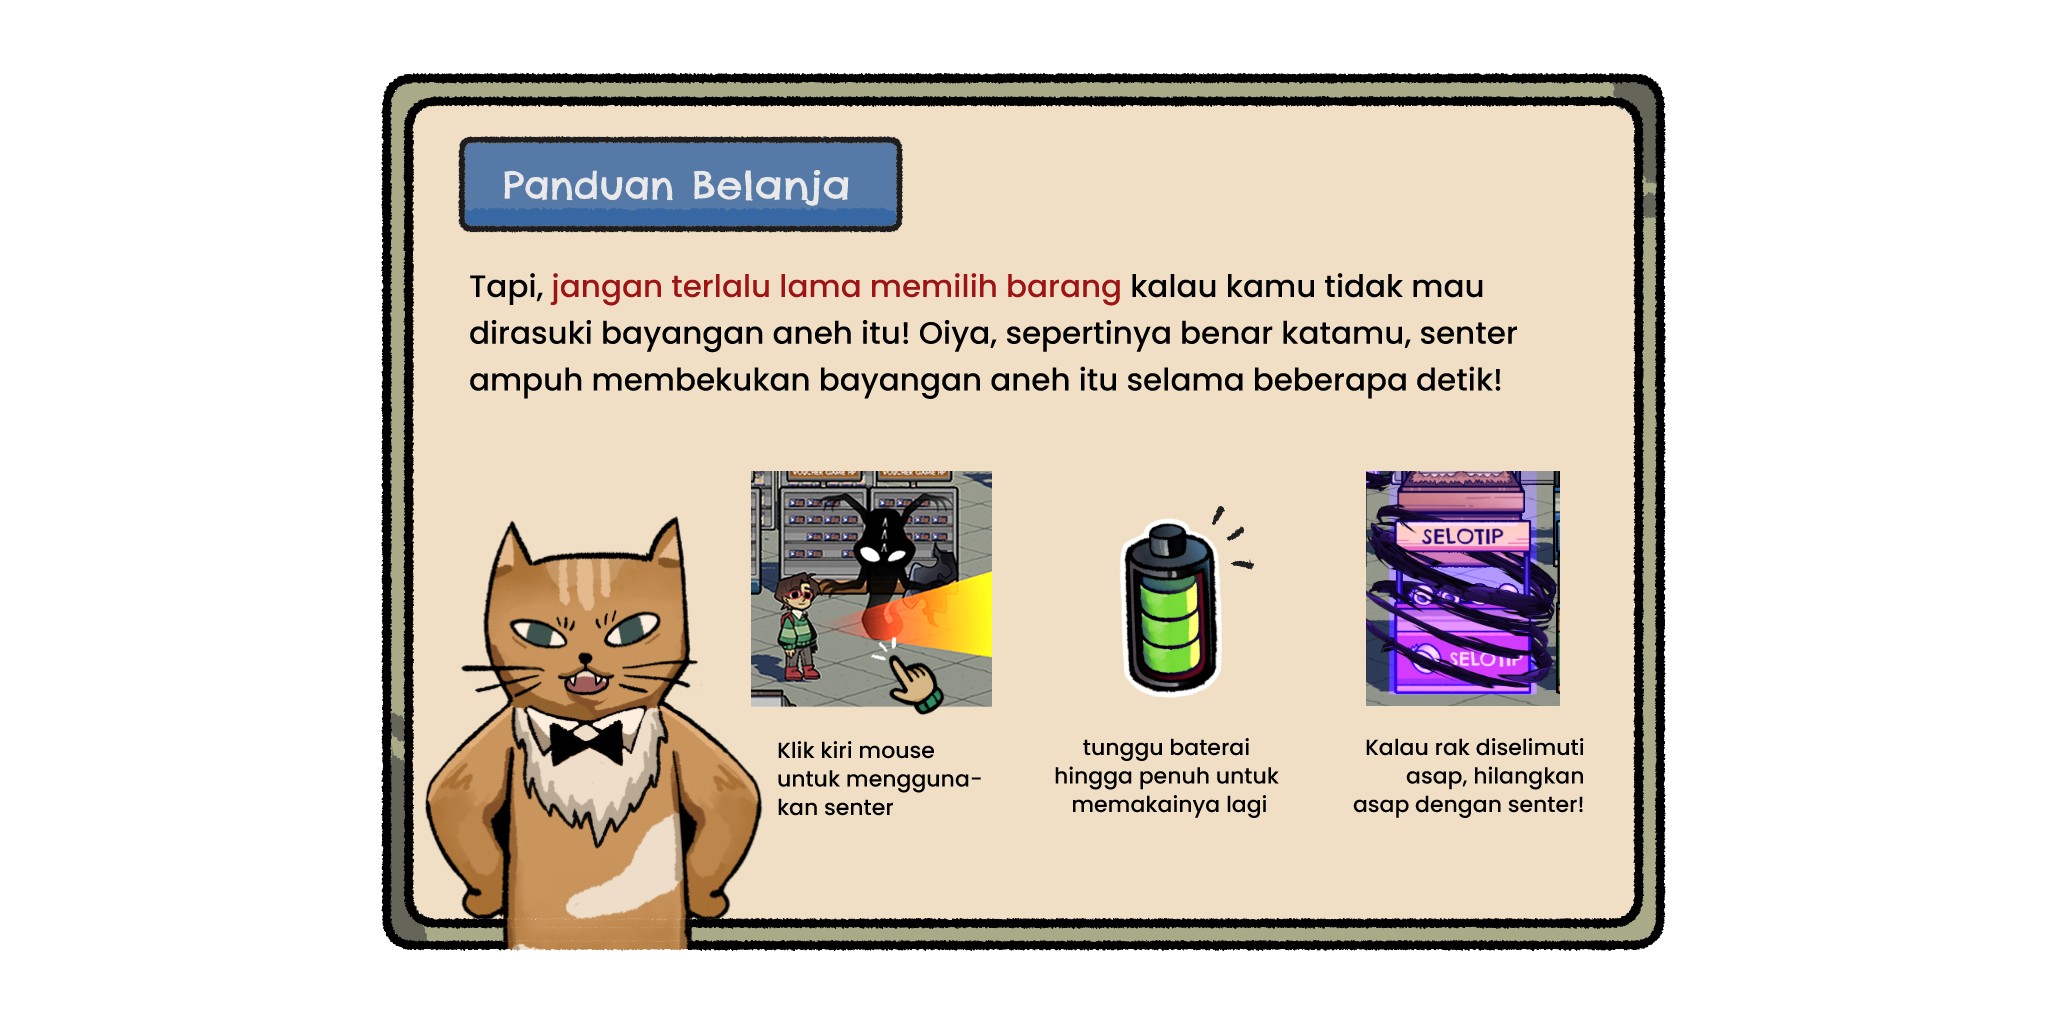 Panduan Belanja
Tapi, jangan terlalu lama memilih barang kalau kamu tidak mau
dirasuki bayangan aneh itu! Oiya, sepertinya benar katamu, senter
ampuh membekukan bayangan aneh itu selama beberapa detik!
SELOTIP
SELOTIP
Klik kiri mouse
untuk mengguna-
kan senter
tunggu baterai
hingga penuh untuk
memakainya lagi
Kalau rak diselimuti
asap, hilangkan
asap dengan senter!